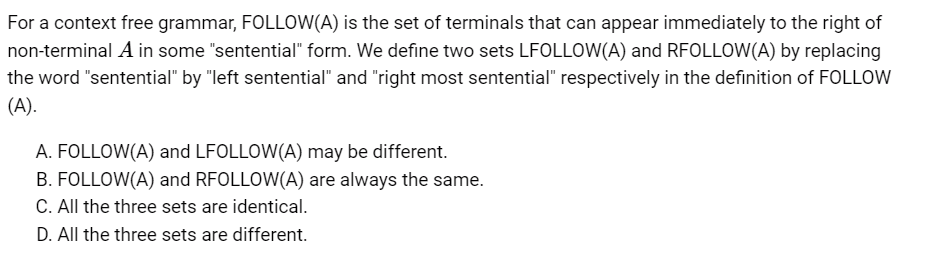 For a context free grammar, FOLLOW(A) is the set of terminals that can appear immediately to the right of
non-terminal A in some "sentential" form. We define two sets LFOLLOW(A) and RFOLLOW(A) by replacing
the word "sentential" by "left sentential" and "right most sentential" respectively in the definition of FOLLOW
(A).
A. FOLLOW(A) and LFOLLOW(A) may be different.
B. FOLLOW(A) and RFOLLOW(A) are always the same.
C. All the three sets are identical.
D. All the three sets are different.